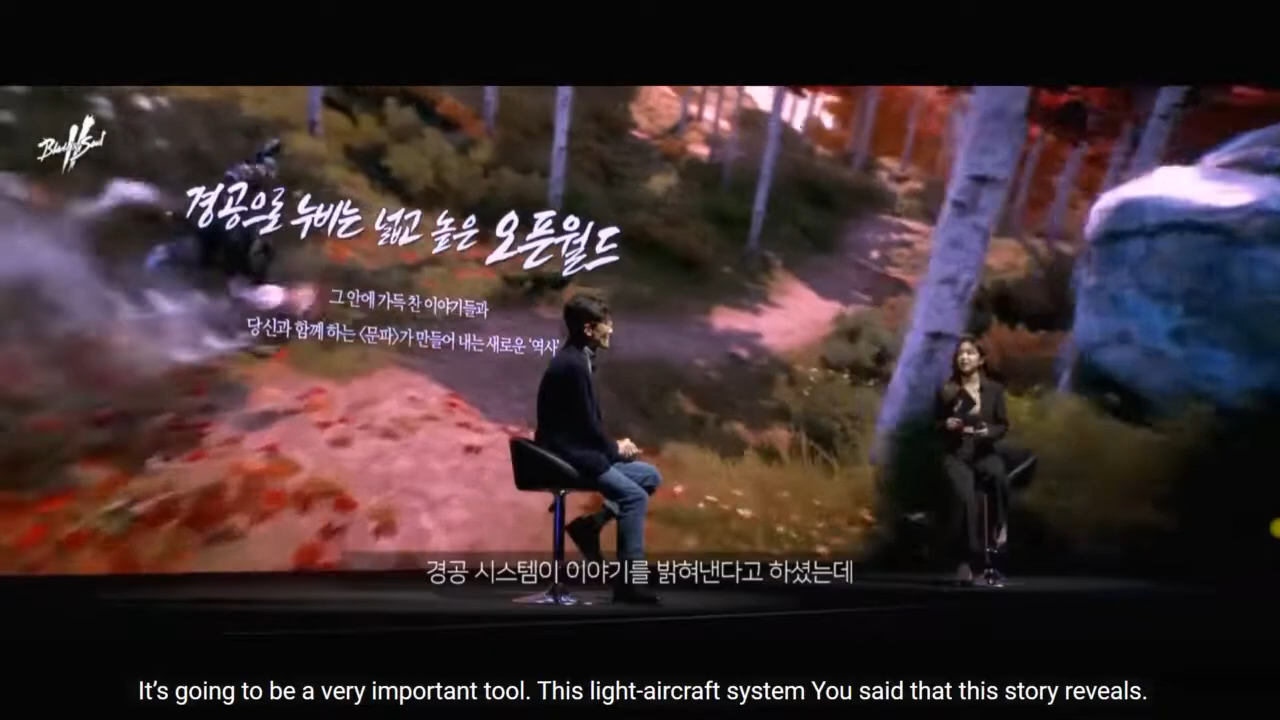 Blade & Soul
경공으로 누비는 넓고 높은 오픈월드
그 안에 가득 찬 이야기들과
당신과 함께 하는 <문파>가 만들어 내는 새로운 '역사'
경공 시스템이 이야기를 밝혀낸다고 하셨는데
It's going to be a very important tool. This light-aircraft system You said that this story reveals.